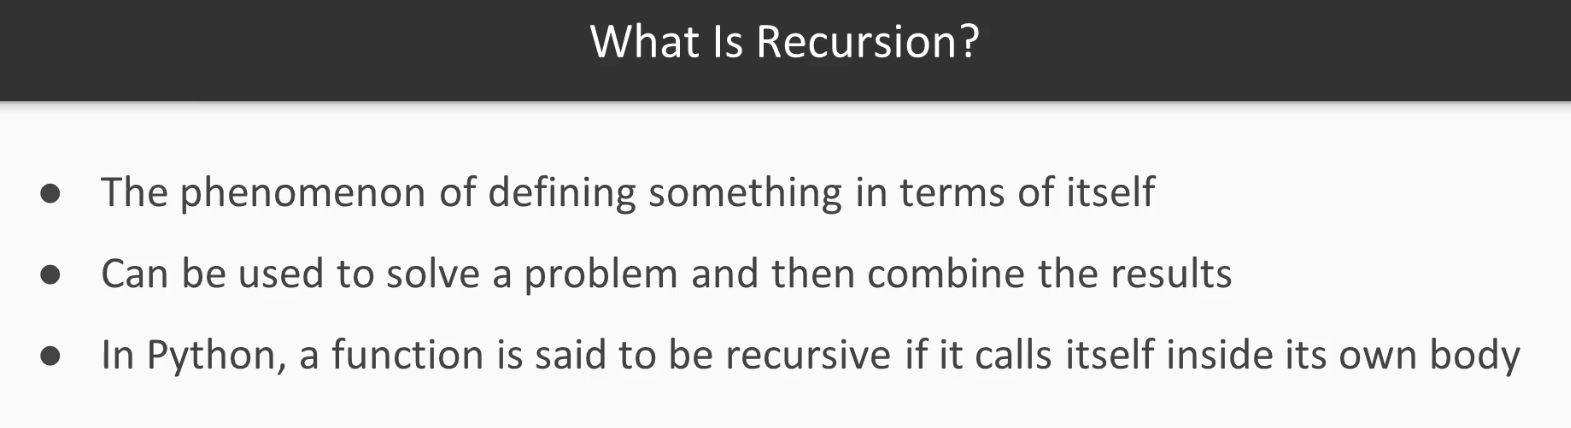 What Is Recursion?
● The phenomenon of defining something in terms of itself
● Can be used to solve a problem and then combine the results
● In Python, a function is said to be recursive if it calls itself inside its own body